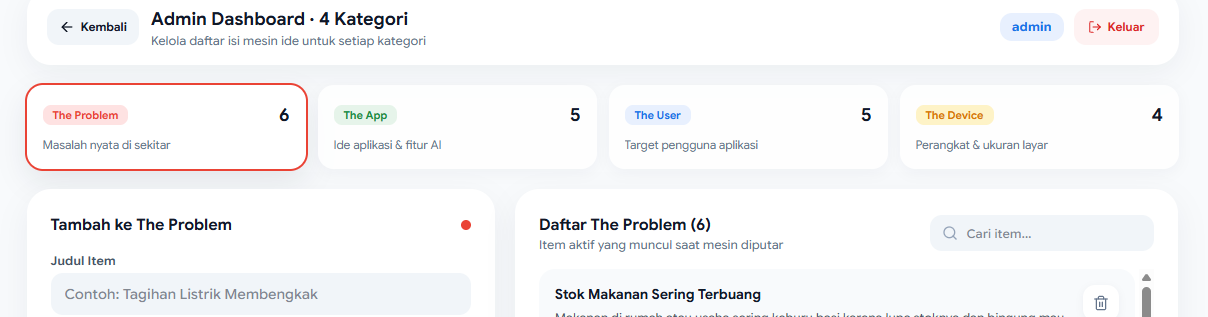 Kembali
Admin Dashboard · 4 Kategori
Kelola daftar isi mesin ide untuk setiap kategori
admin
Keluar
The Problem
6
Masalah nyata di sekitar
The App
5
Ide aplikasi & fitur AI
The User
5
Target pengguna aplikasi
The Device
4
Perangkat & ukuran layar
Tambah ke The Problem
Judul Item
Contoh: Tagihan Listrik Membengkak
Daftar The Problem (6)
Item aktif yang muncul saat mesin diputar
Cari item...
Stok Makanan Sering Terbuang